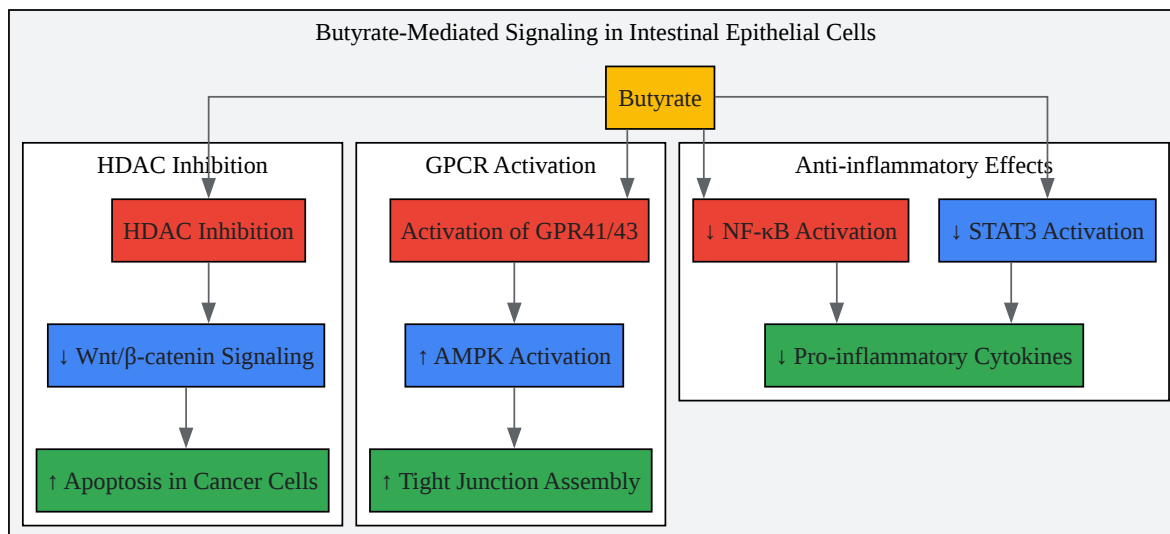 Butyrate-Mediated Signaling in Intestinal Epithelial Cells
Butyrate
HDAC Inhibition
HDAC Inhibition
↓ Wnt/β-catenin Signaling
↑ Apoptosis in Cancer Cells
GPCR Activation
Activation of GPR41/43
↑ AMPK Activation
↑ Tight Junction Assembly
Anti-inflammatory Effects
↓ NF-κB Activation
↓ STAT3 Activation
↓ Pro-inflammatory Cytokines